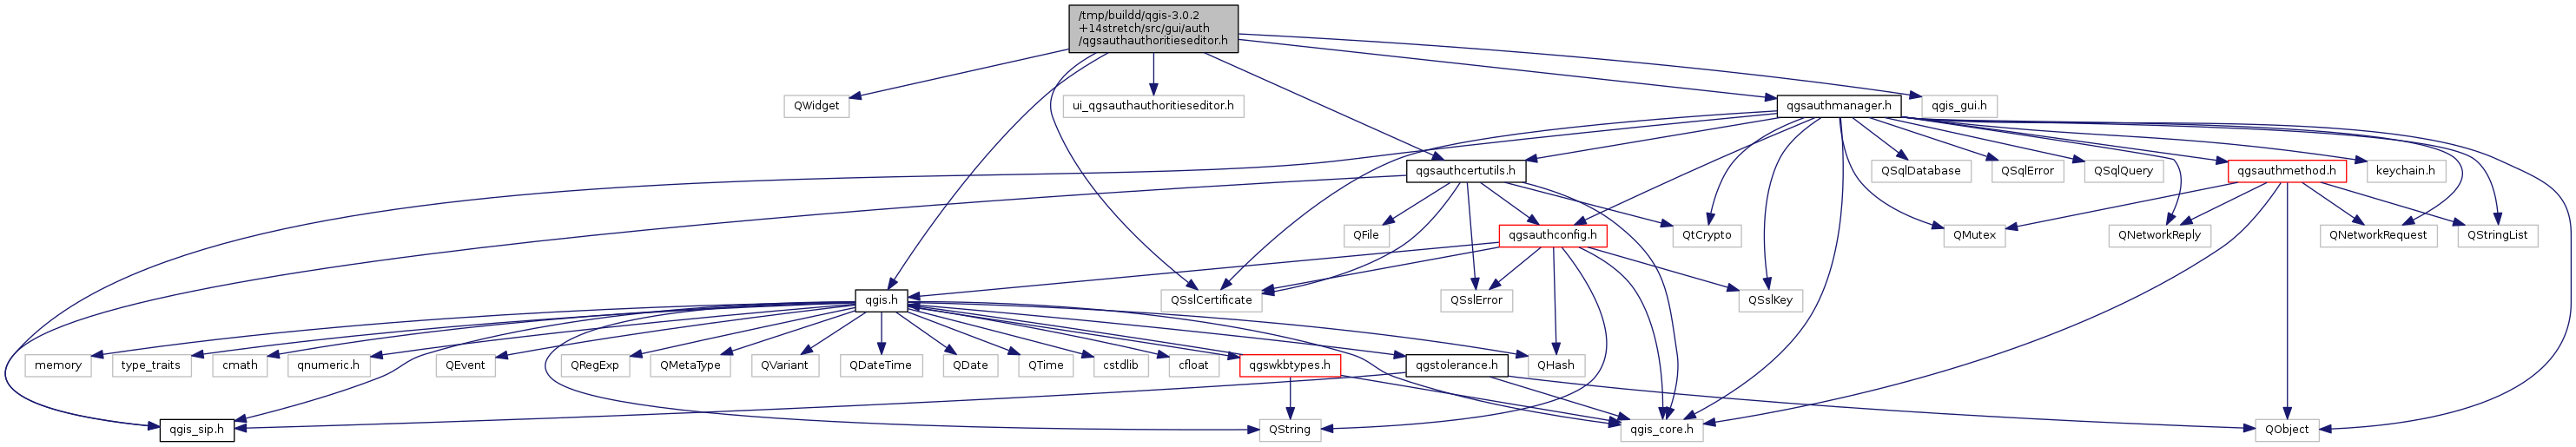 /tmp/buildd/qgis-3.0.2
+14stretch/src/gui/auth
/qgsauthauthoritieseditor.h
QWidget
ui_qgsauthauthoritieseditor.h
qgsauthmanager.h
qgis_gui.h
qgsauthcertutils.h
QSqlDatabase
QSqlError
QSqlQuery
qgsauthmethod.h
keychain.h
QFile
qgsauthconfig.h
QtCrypto
QMutex
QNetworkReply
QNetworkRequest
QStringList
qgis.h
QSslCertificate
QSslError
QSslKey
memory
type_traits
cmath
qnumeric.h
QEvent
QRegExp
QMetaType
QVariant
QDateTime
QDate
QTime
cstdlib
cfloat
qgswkbtypes.h
qgstolerance.h
QHash
qgis_sip.h
QString
qgis_core.h
QObject